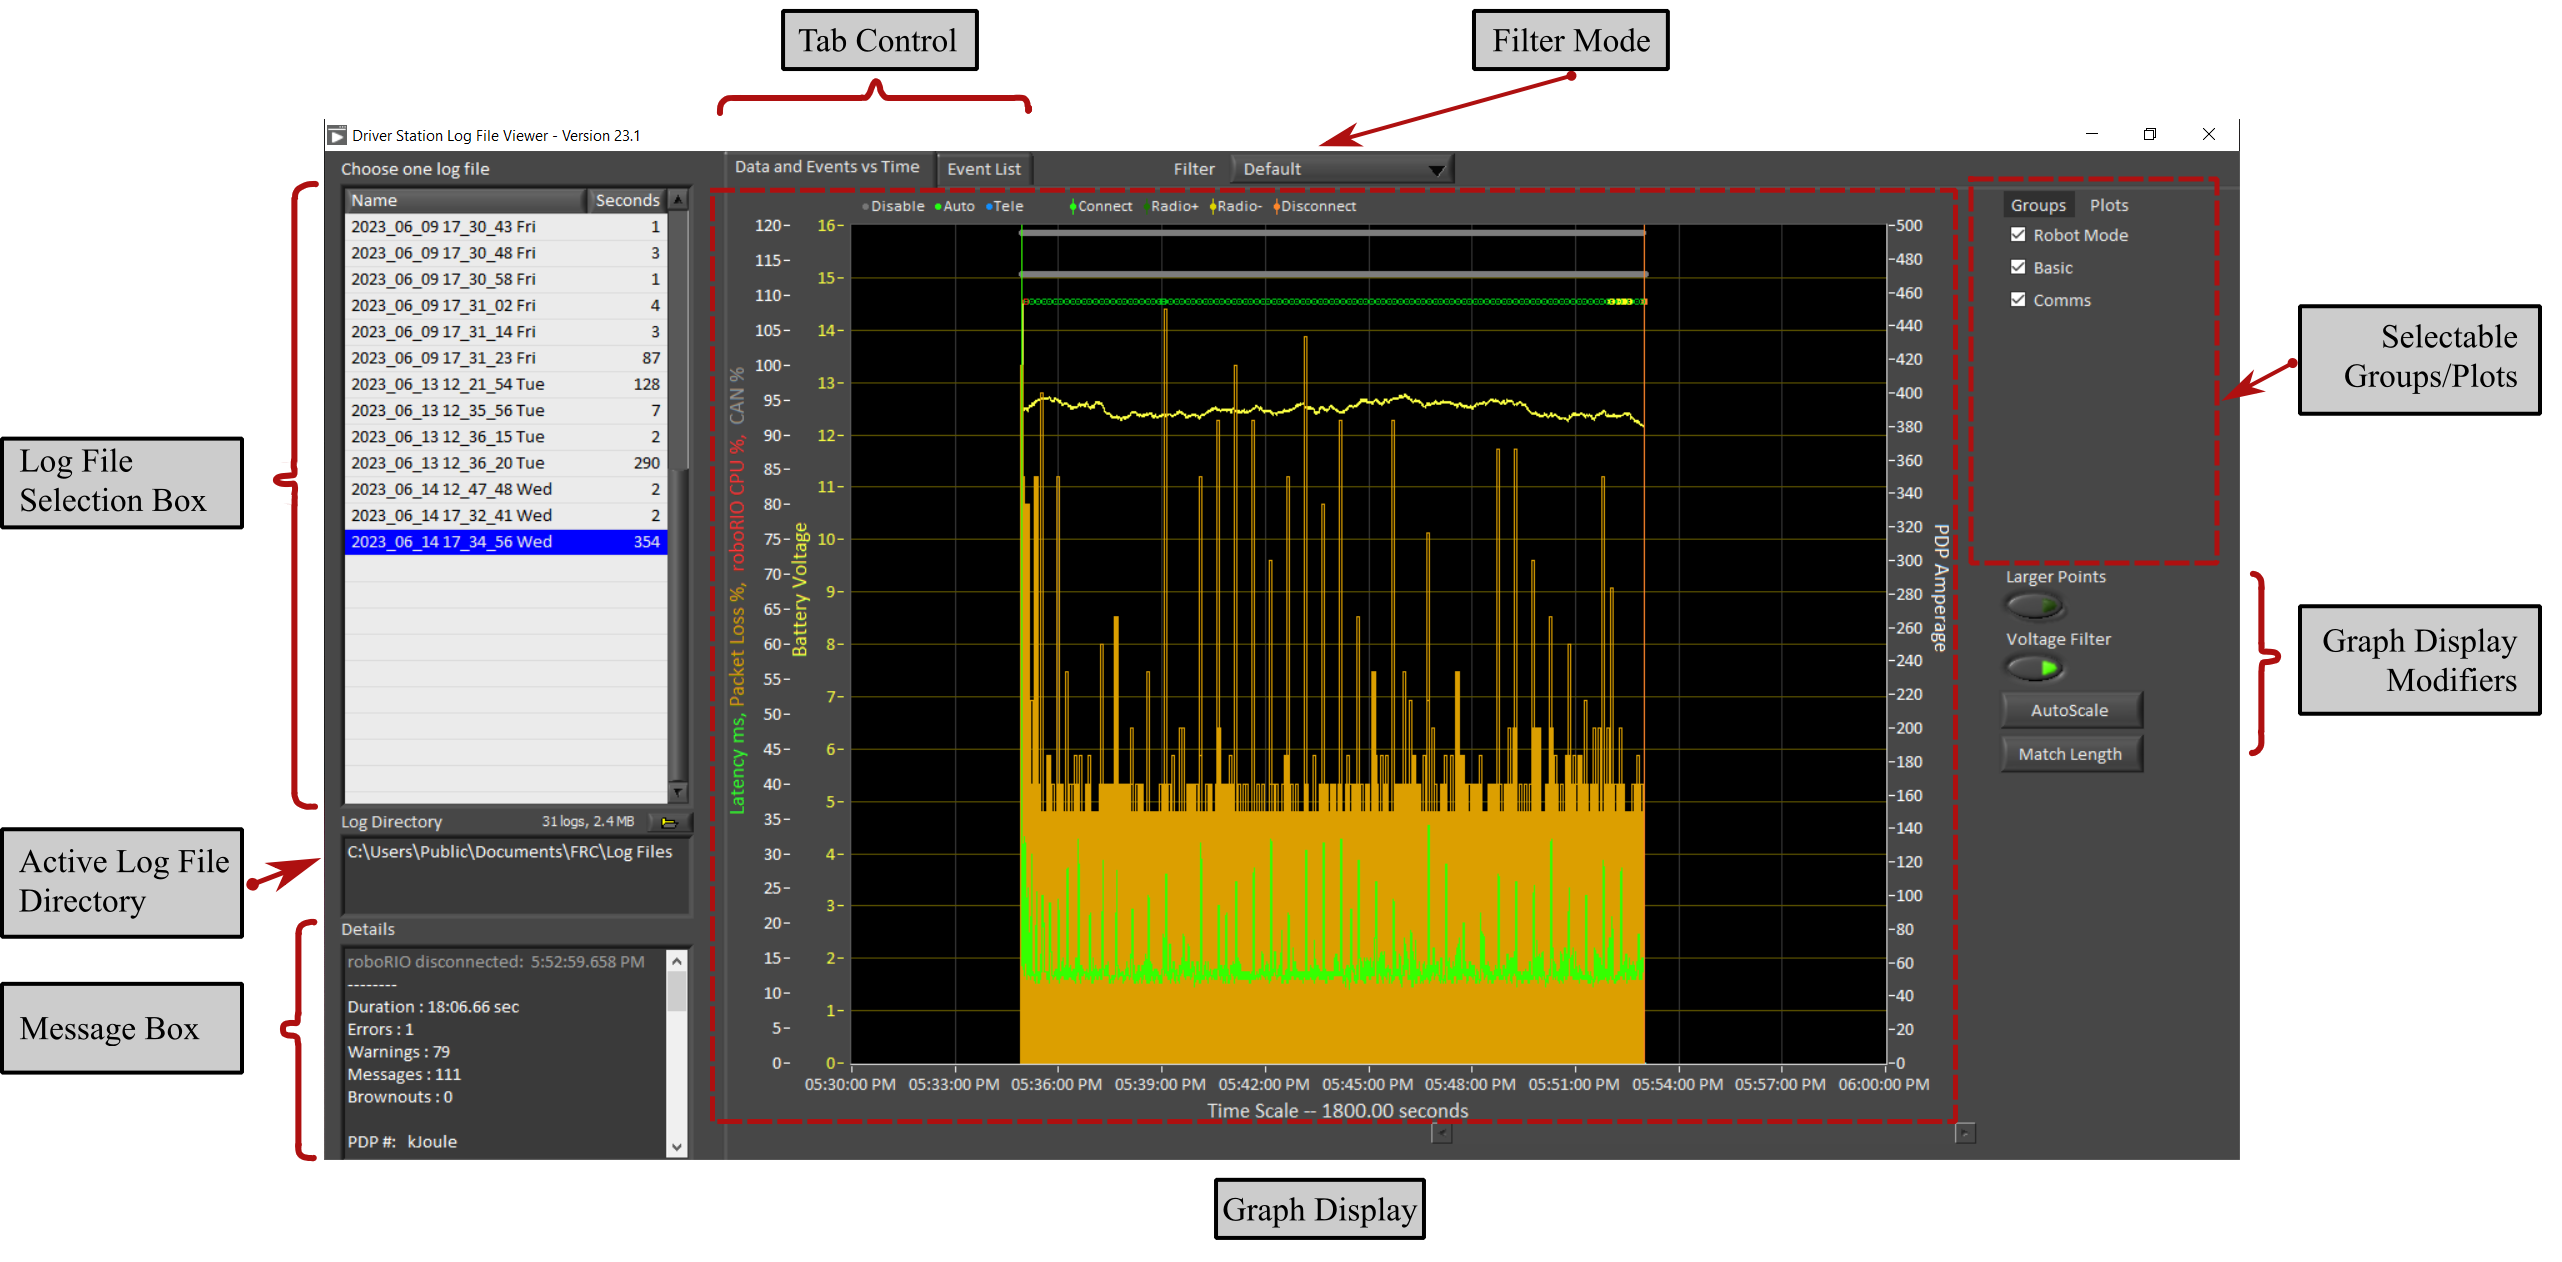 Tab Control
Filter Mode
Driver Station Log File Viewer - Version 23.1
Choose one log file
Name Seconds
2023_06_09 17_30_43 Fri 1
2023_06_09 17_30_48 Fri 3
2023_06_09 17_30_58 Fri 1
2023_06_09 17_31_02 Fri 4
2023_06_09 17_31_14 Fri 3
2023_06_09 17_31_23 Fri 87
2023_06_13 12_21_54 Tue 128
2023_06_13 12_35_56 Tue 7
2023_06_13 12_36_15 Tue 2
2023_06_13 12_36_20 Tue 290
2023_06_14 12_47_48 Wed 2
2023_06_14 17_32_41 Wed 2
2023_06_14 17_34_56 Wed 354
Log Directory 31 logs, 2.4 MB
C:\Users\Public\Documents\FRC\Log Files
Details
roboRIO disconnected: 5:52:59.658 PM
--------
Duration : 18:06.66 sec
Errors : 1
Warnings : 79
Messages : 111
Brownouts : 0
PDP #: kJoule
Log File
Selection Box
Active Log File
Directory
Message Box
Data and Events vs Time
Event List
Filter Default
Disable Auto Tele Connect Radio+ Radio- Disconnect
Latency ms, Packet Loss %, roboRIO CPU %, CAN %
120
115
110
105
100
95
90
85
80
75
70
65
60
55
50
45
40
35
30
25
20
15
10
5
0
Battery Voltage
16
15
14
13
12
11
10
9
8
7
6
5
4
3
2
1
0
500
480
460
440
420
400
380
360
340
320
300
280
260
240
220
200
180
160
140
120
100
80
60
40
20
0
PDP Amperage
05:30:00 PM 05:33:00 PM 05:36:00 PM 05:39:00 PM 05:42:00 PM 05:45:00 PM 05:48:00 PM 05:51:00 PM 05:54:00 PM 05:57:00 PM 06:00:00 PM
Time Scale -- 1800.00 seconds
Groups Plots
Robot Mode
Basic
Comms
Larger Points
Voltage Filter
AutoScale
Match Length
Selectable
Groups/Plots
Graph Display
Modifiers
Graph Display